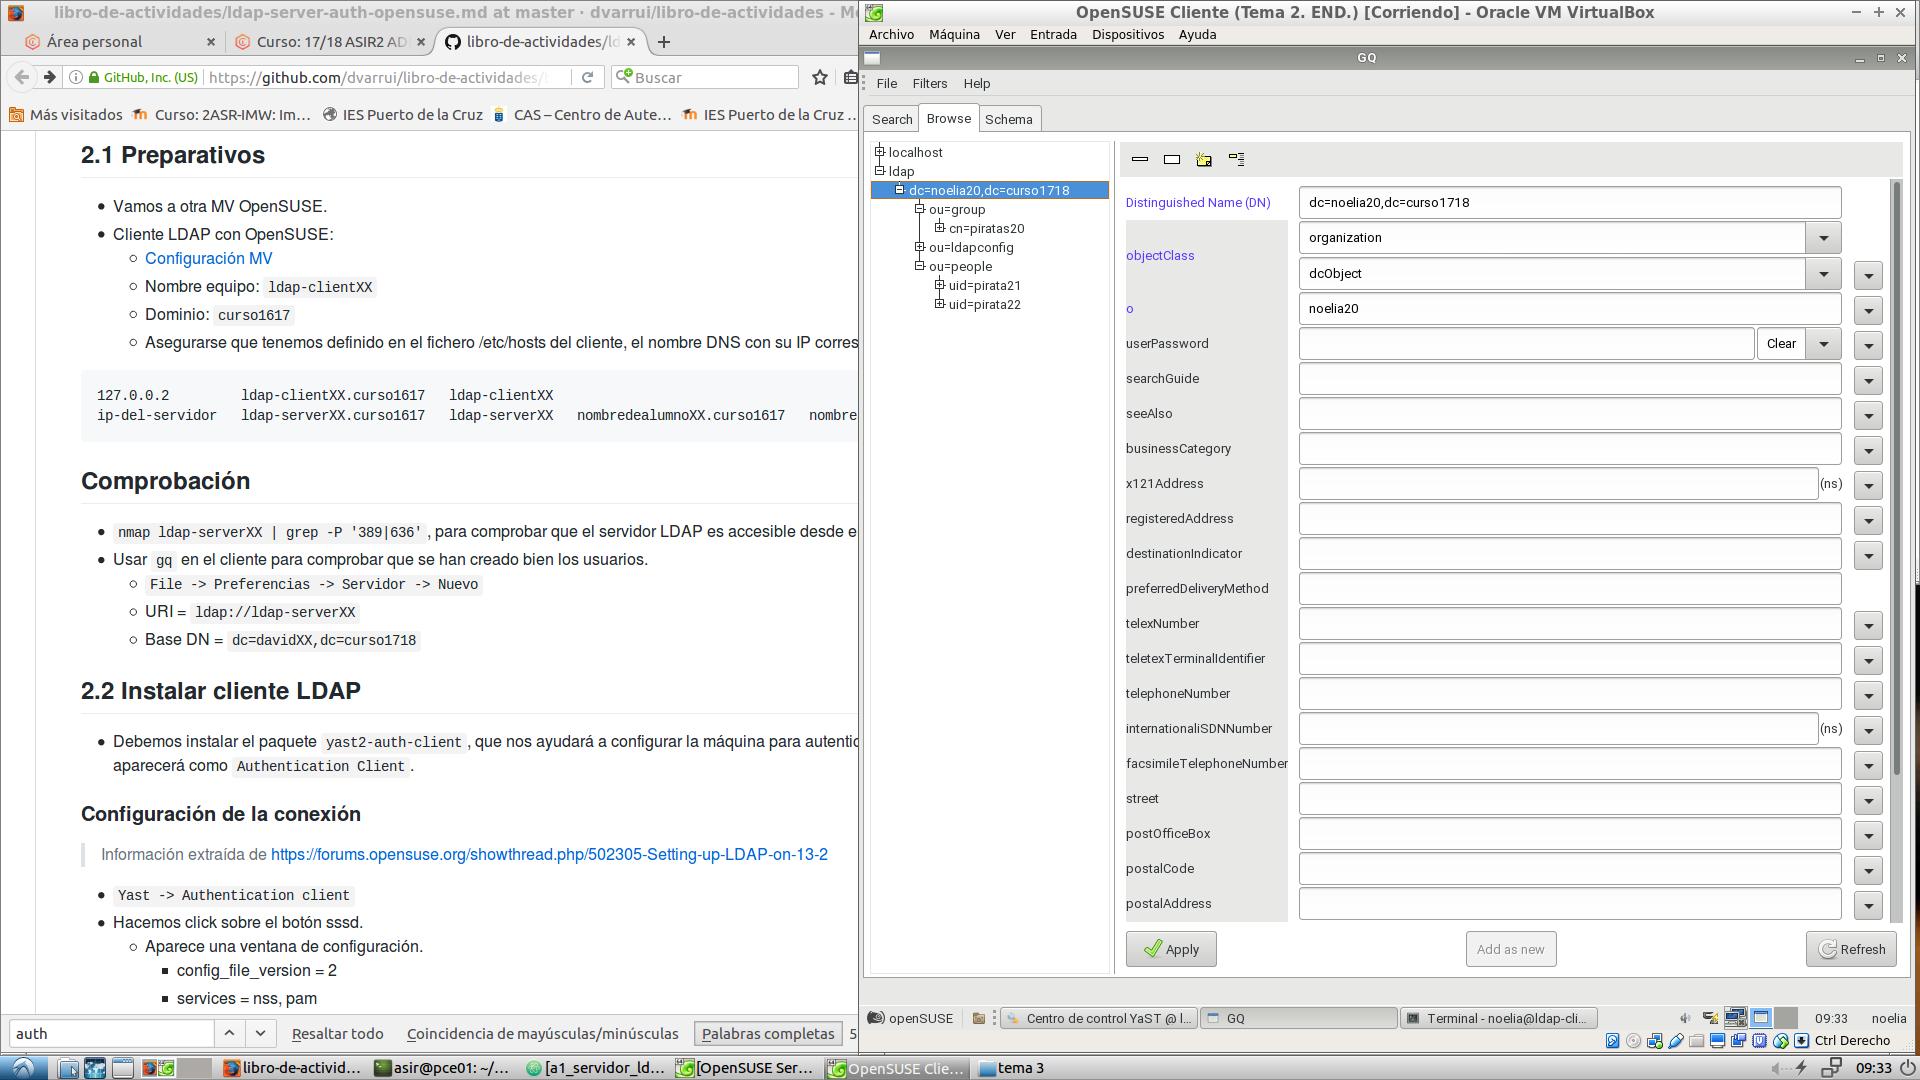 libro-de-actividades/ldap-server-auth-opensuse.md at master · dvarrui/libro-de-actividades - Mo
Área personal
Curso: 17/18 ASIR2 AD
libro-de-actividades/ld
GitHub, Inc. (US)
https://github.com/dvarrui/libro-de-actividades/
Buscar
Más visitados
Curso: 2ASR-IMW: Im...
IES Puerto de la Cruz
CAS – Centro de Aute...
IES Puerto de la Cruz ...
2.1 Preparativos
Vamos a otra MV OpenSUSE.
Cliente LDAP con OpenSUSE:
Configuración MV
Nombre equipo: ldap-clientXX
Dominio: curso1617
Asegurarse que tenemos definido en el fichero /etc/hosts del cliente, el nombre DNS con su IP corres
127.0.0.2 ldap-clientXX.curso1617 ldap-clientXX
ip-del-servidor ldap-serverXX.curso1617 ldap-serverXX nombredealumnoXX.curso1617 nombre
Comprobación
nmap ldap-serverXX | grep -P '389|636' , para comprobar que el servidor LDAP es accesible desde e
Usar gq en el cliente para comprobar que se han creado bien los usuarios.
File -> Preferencias -> Servidor -> Nuevo
URI = ldap://ldap-serverXX
Base DN = dc=davidXX,dc=curso1718
2.2 Instalar cliente LDAP
Debemos instalar el paquete yast2-auth-client , que nos ayudará a configurar la máquina para autentic
aparecerá como Authentication Client .
Configuración de la conexión
Información extraída de https://forums.opensuse.org/showthread.php/502305-Setting-up-LDAP-on-13-2
Yast -> Authentication client
Hacemos click sobre el botón sssd.
Aparece una ventana de configuración.
config_file_version = 2
services = nss, pam
auth
Resaltar todo
Coincidencia de mayúsculas/minúsculas
Palabras completas
5
OpenSUSE Cliente (Tema 2. END.) [Corriendo] - Oracle VM VirtualBox
Archivo Máquina Ver Entrada Dispositivos Ayuda
GQ
File Filters Help
Search Browse Schema
localhost
ldap
dc=noelia20,dc=curso1718
ou=group
cn=piratas20
ou=ldapconfig
ou=people
uid=pirata21
uid=pirata22
Distinguished Name (DN) dc=noelia20,dc=curso1718
objectClass
organization
dcObject
o noelia20
userPassword Clear
searchGuide
seeAlso
businessCategory
x121Address (ns)
registeredAddress
destinationIndicator
preferredDeliveryMethod
telexNumber
teletexTerminalIdentifier
telephoneNumber
internationaliSDNNumber (ns)
facsimileTelephoneNumber
street
postOfficeBox
postalCode
postalAddress
Apply
Add as new
Refresh
openSUSE
Centro de control YaST @ l...
GQ
Terminal - noelia@ldap-cli...
09:33
noelia
Ctrl Derecho
libro-de-activid...
asir@pce01: ~/...
[a1_servidor_ld...
[OpenSUSE Ser...
OpenSUSE Clie...
tema 3
09:33